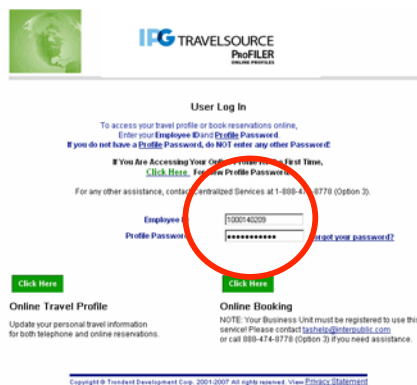 IPG TRAVELSOURCE
PROFILER
ONLINE PROFILES
User Log In
To access your travel profile or book reservations online,
Enter your Employee ID and Profile Password.
If you do not have a Profile Password, do NOT enter any other Password!
If You Are Accessing Your Online Profile For the First Time,
Click Here For New Profile Password
For any other assistance, contact Centralized Services at 1-888-474-8778 (Option 3).
Employee I
1000140209
Profile Password
•••••••••••
Forgot your password?
Click Here
Click Here
Online Travel Profile
Online Booking
Update your personal travel information
for both telephone and online reservations.
NOTE: Your Business Unit must be registered to use this
service! Please contact tashelp@interpublic.com
or call 888-474-8778 (Option 3) if you need assistance.
Copyright © Trondent Development Corp. 2001-2007 All rights reserved. View Privacy Statement